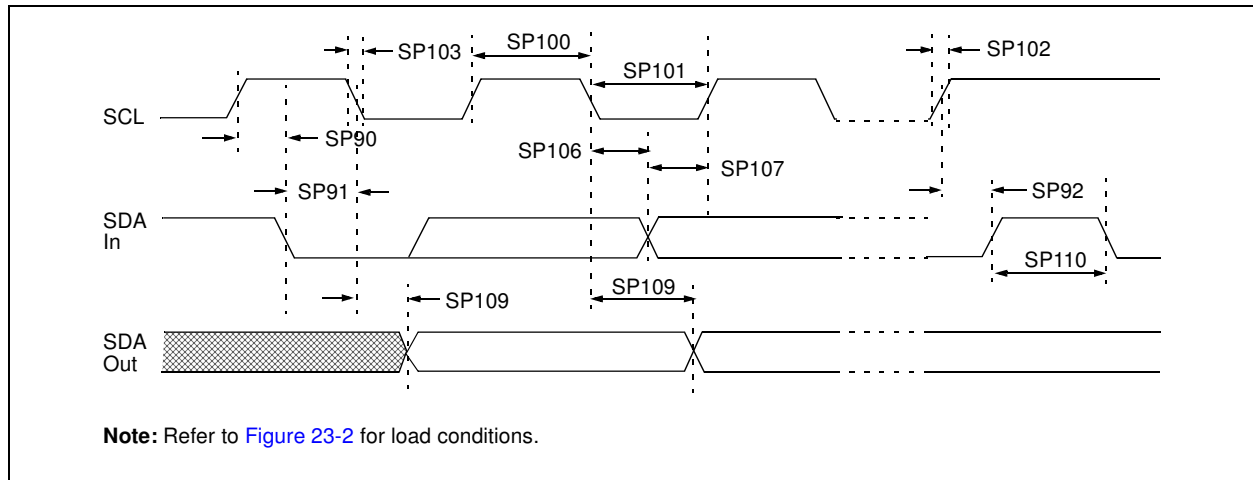 SP103
SP100
SP102
SP101
SCL
SP90
SP106
SP107
SP91
SP92
SDA
In
SP110
SP109
SP109
SDA
Out
Note: Refer to Figure 23-2 for load conditions.